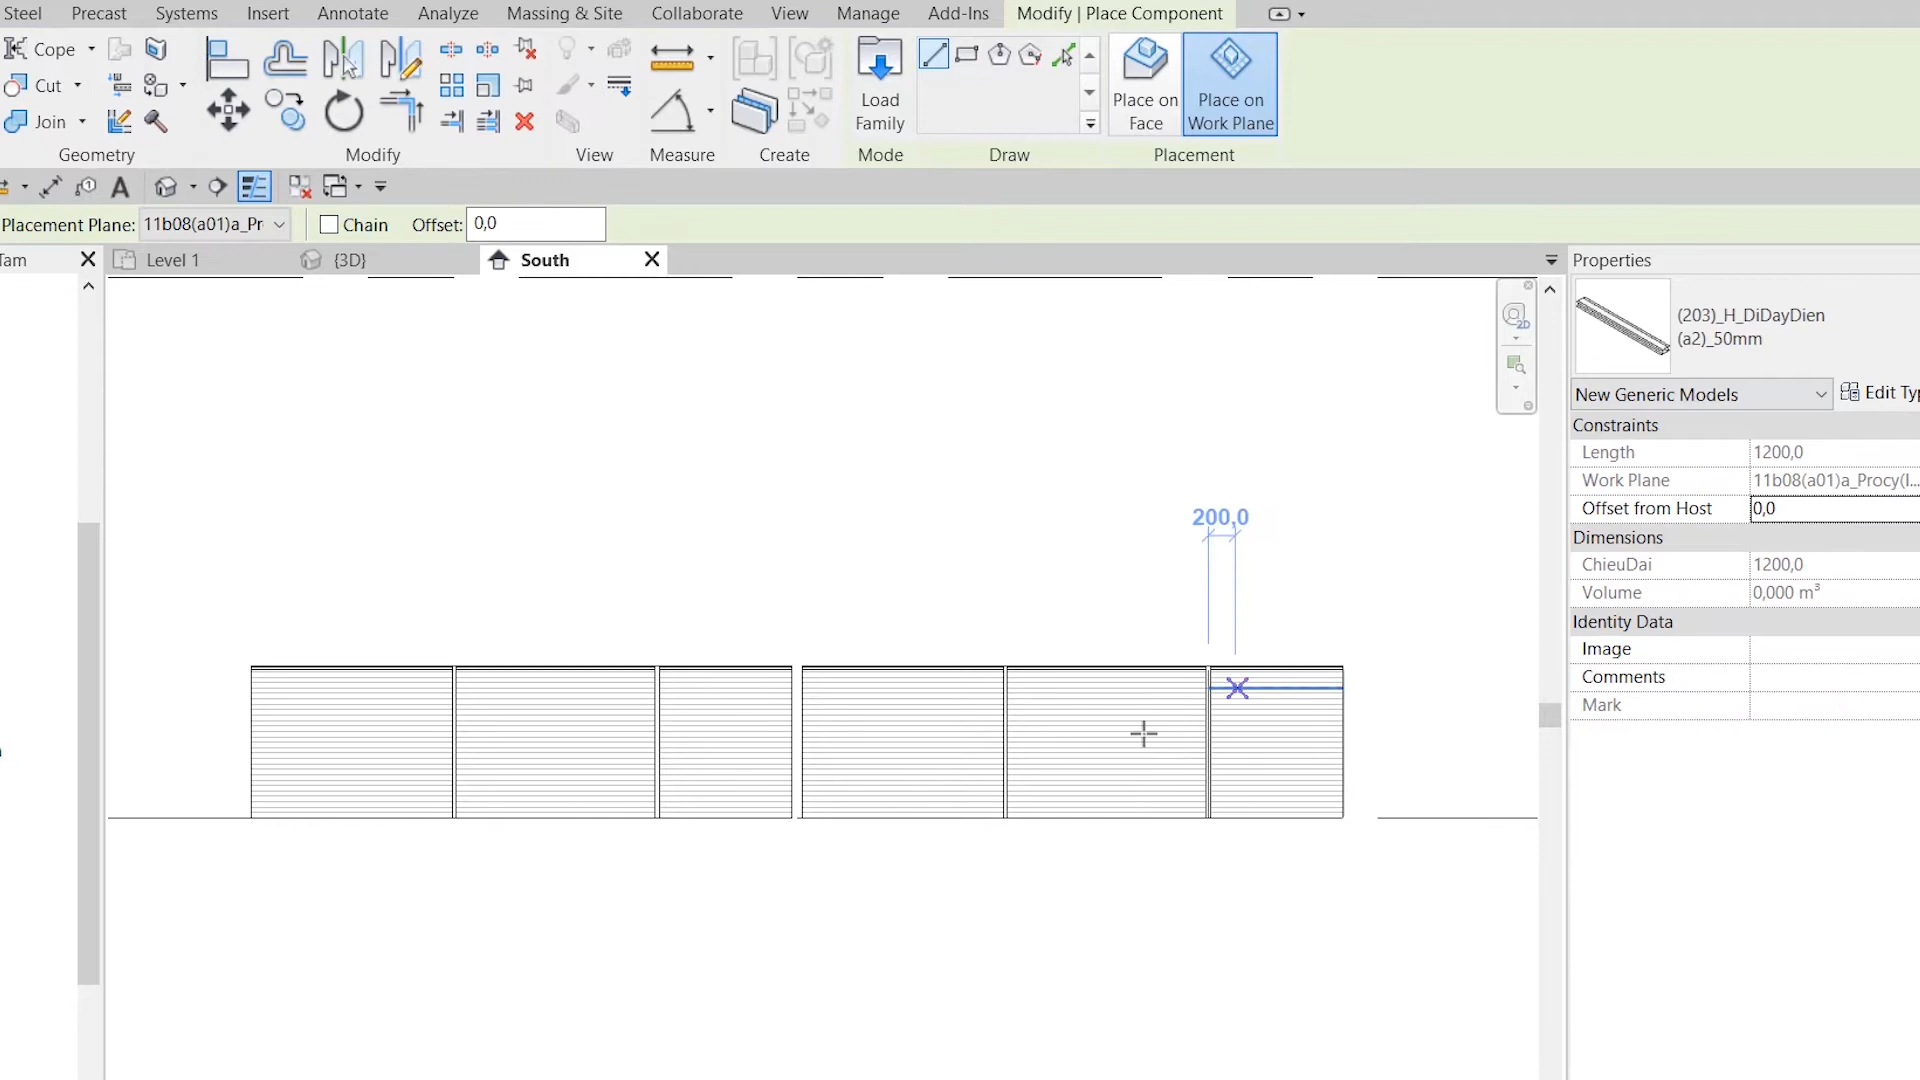 Steel Precast Systems Insert Annotate Analyze Massing & Site Collaborate View Manage Add-Ins Modify | Place Component
Cope
Cut
Join
Load
Family
Place on
Face
Place on
Work Plane
Geometry Modify View Measure Create Mode Draw Placement
A
Placement Plane: 11b08(a01)a_Pr Chain Offset: 0,0
Tam Level 1 {3D} South
Properties
2D
(203)_H_DiDayDien
(a2)_50mm
New Generic Models Edit Ty
Constraints
Length 1200,0
Work Plane 11b08(a01)a_Procy(I...
Offset from Host 0,0
Dimensions
ChieuDai 1200,0
Volume 0,000 m³
Identity Data
Image
Comments
Mark
200,0